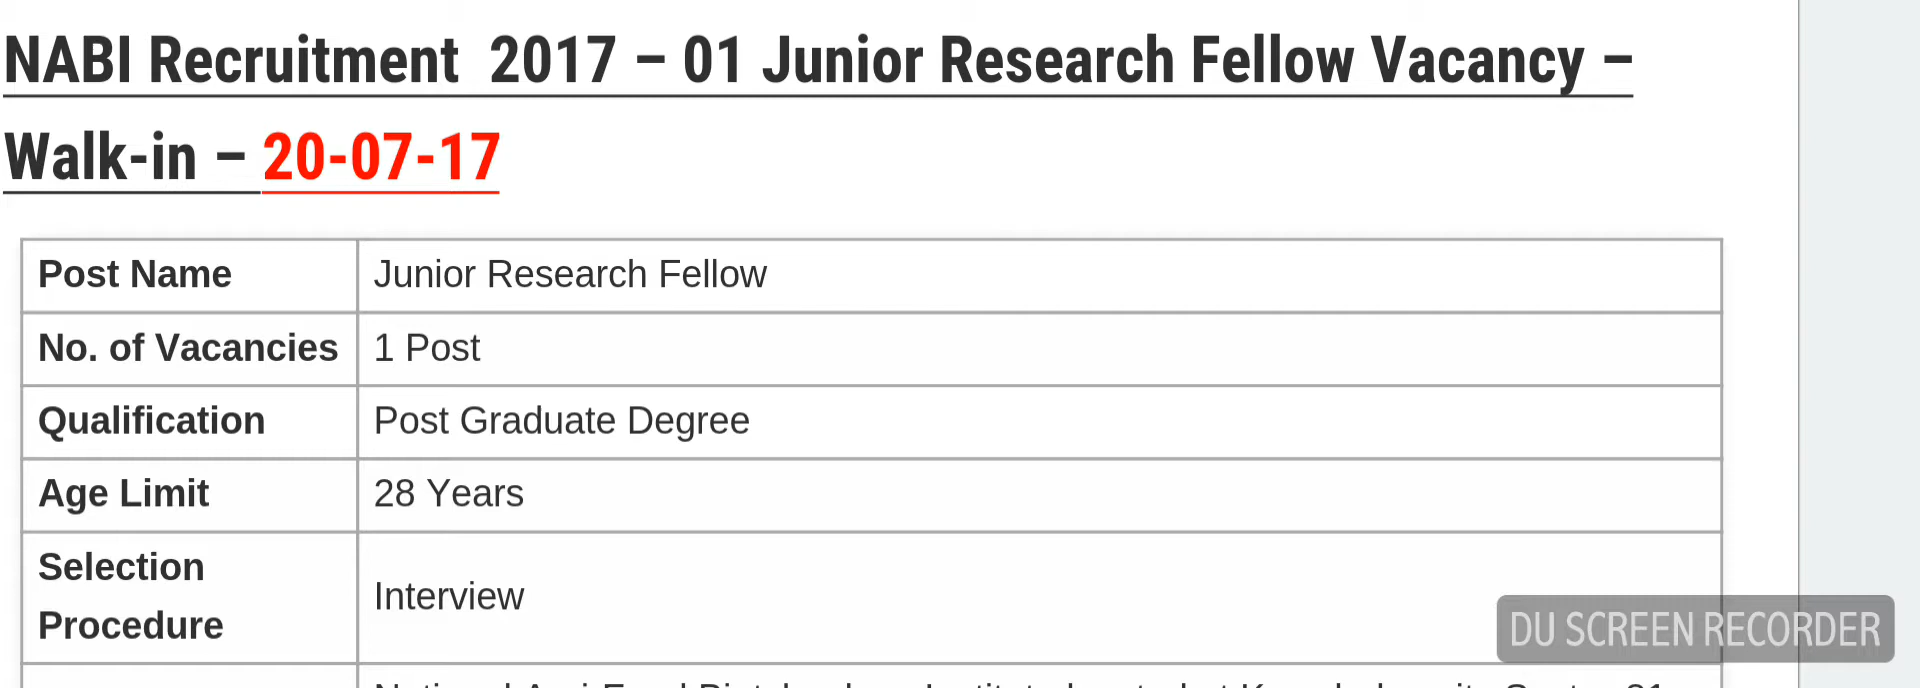 NABI Recruitment 2017 – 01 Junior Research Fellow Vacancy –
Walk-in – 20-07-17
Post Name Junior Research Fellow
No. of Vacancies 1 Post
Qualification Post Graduate Degree
Age Limit 28 Years
Selection
Procedure
Interview
DU SCREEN RECORDER